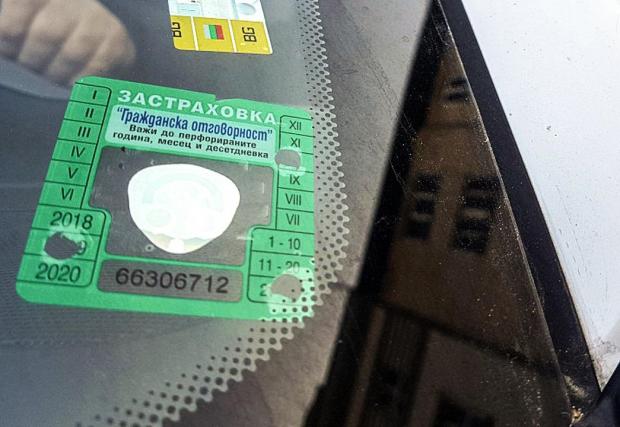 BG
BG
ЗАСТРАХОВКА
"Гражданска отговорност"
Важи до перфорираните
година, месец и десетдневка
I
II
III
IV
V
VI
2018
2020
XII
XI
IX
VIII
VII
1 - 10
11 - 20
66306712